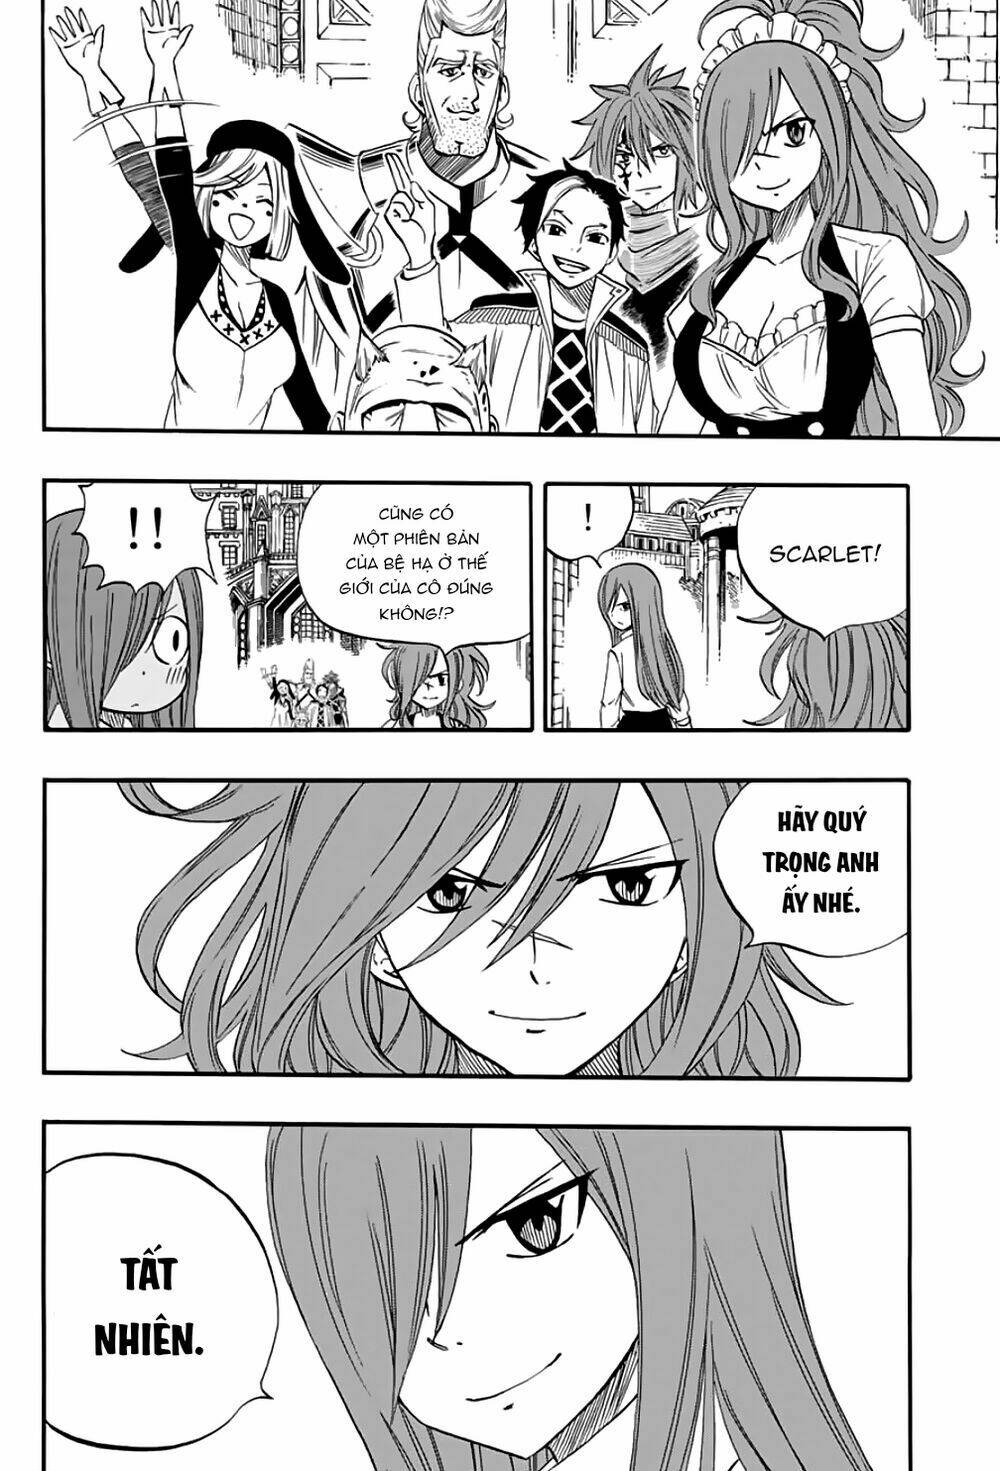 SCARLET!
!
CŨNG CÓ
MỘT PHIÊN BẢN
CỦA BỆ HẠ Ở THẾ
GIỚI CỦA CÔ ĐÚNG
KHÔNG!?
!!
HÃY QUÝ
TRỌNG ANH
ẤY NHÉ.
TẤT
NHIÊN.